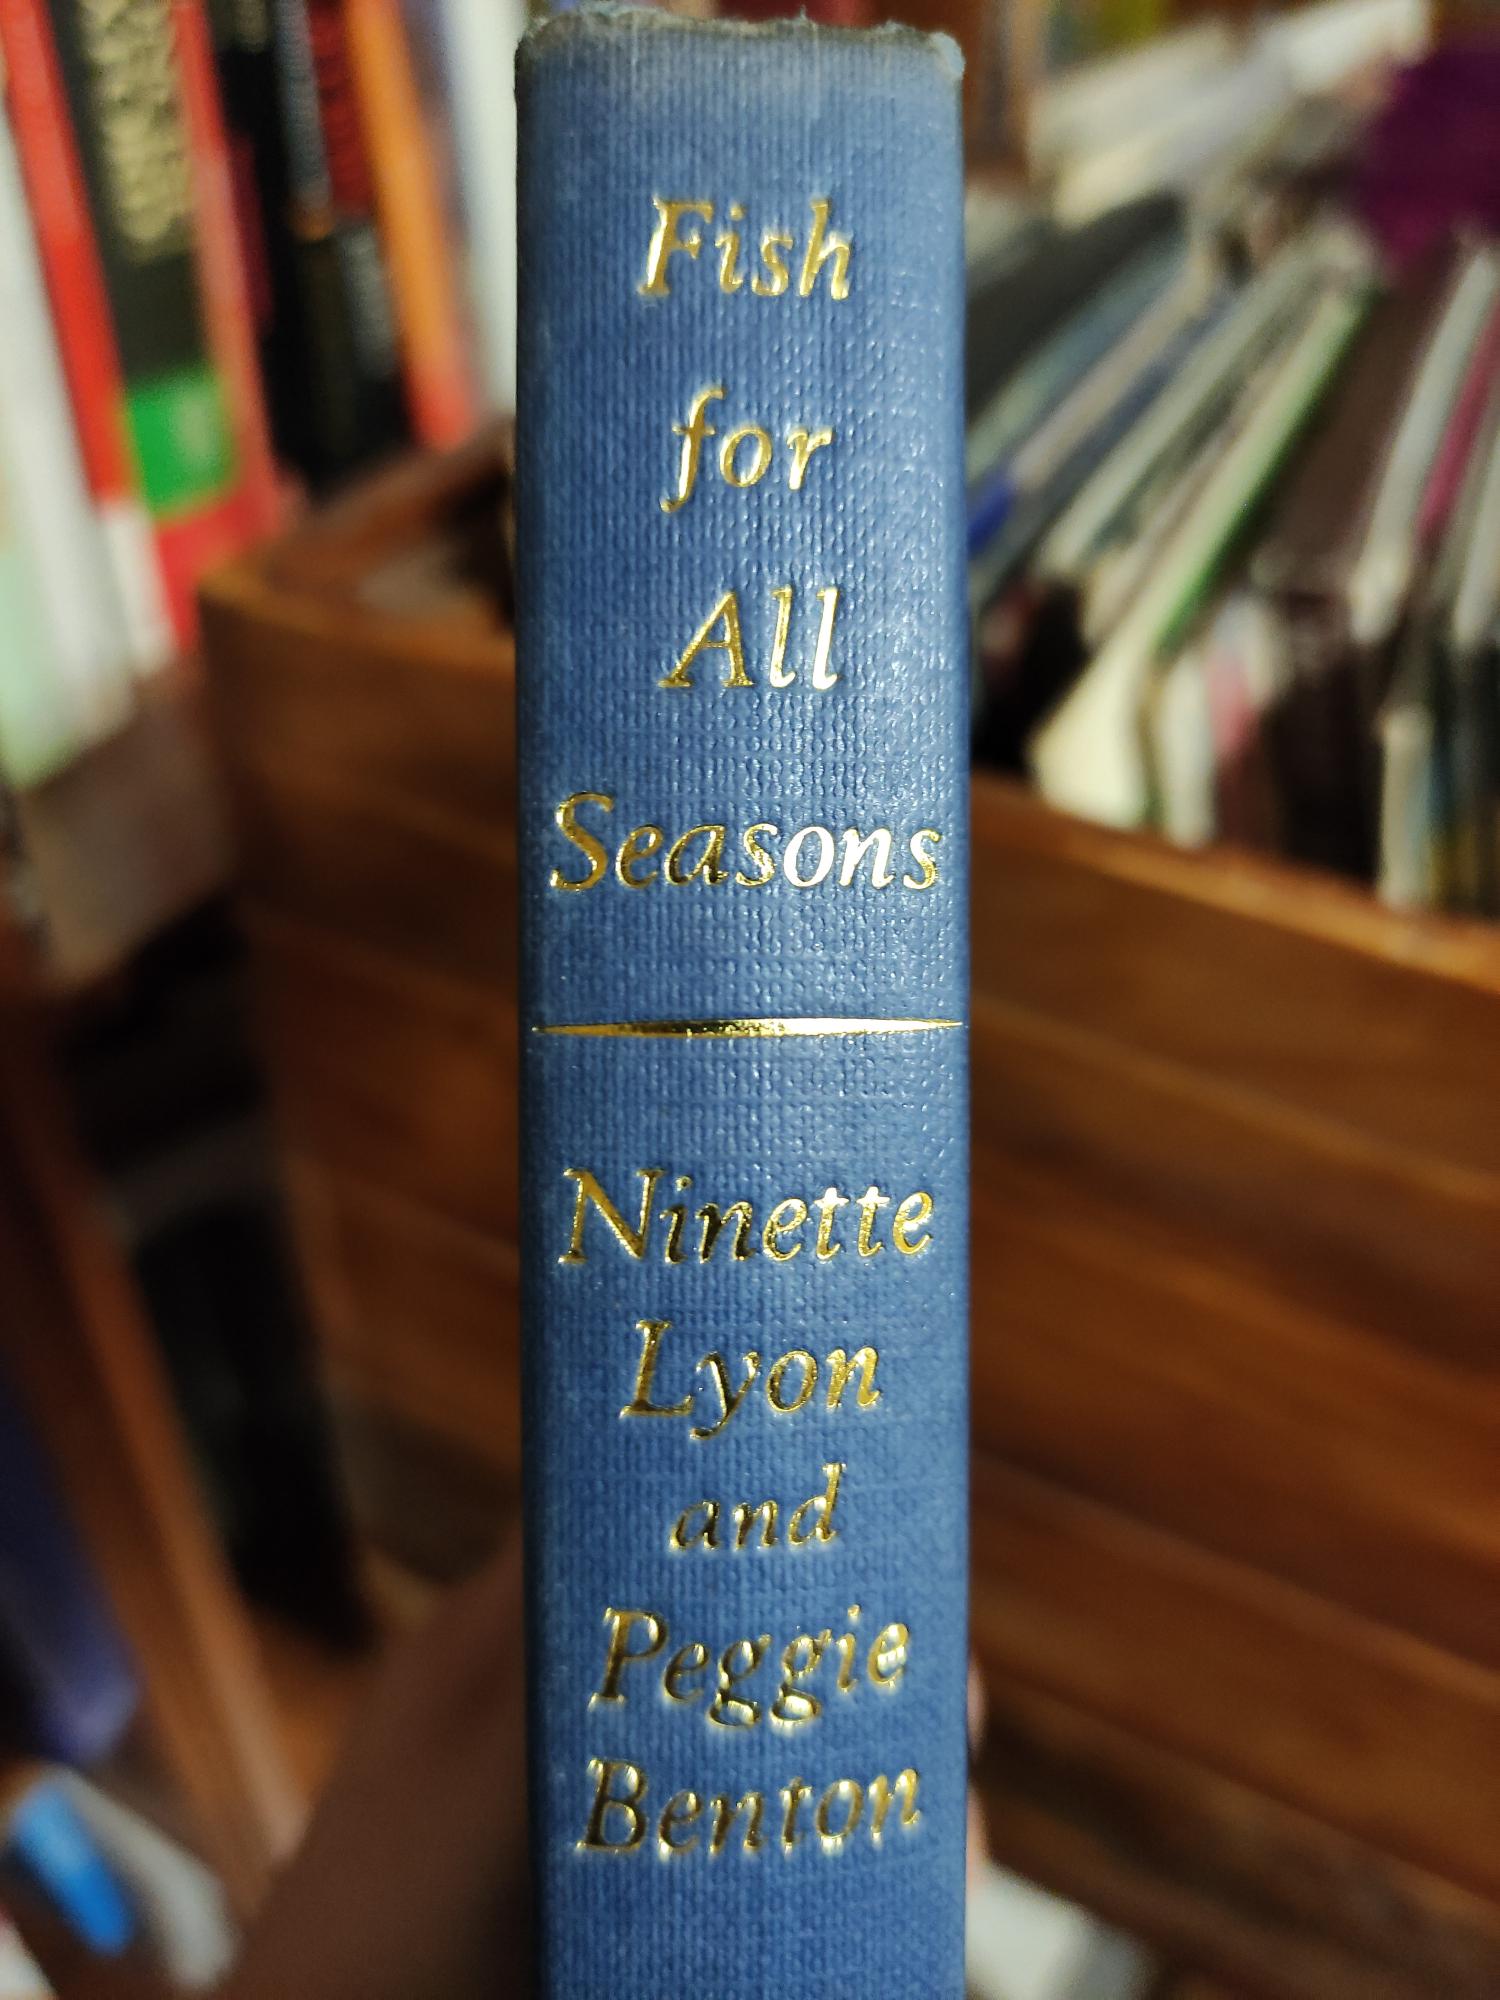 Fish
for
All
Seasons
Ninette
Lyon
and
Peggie
Benton